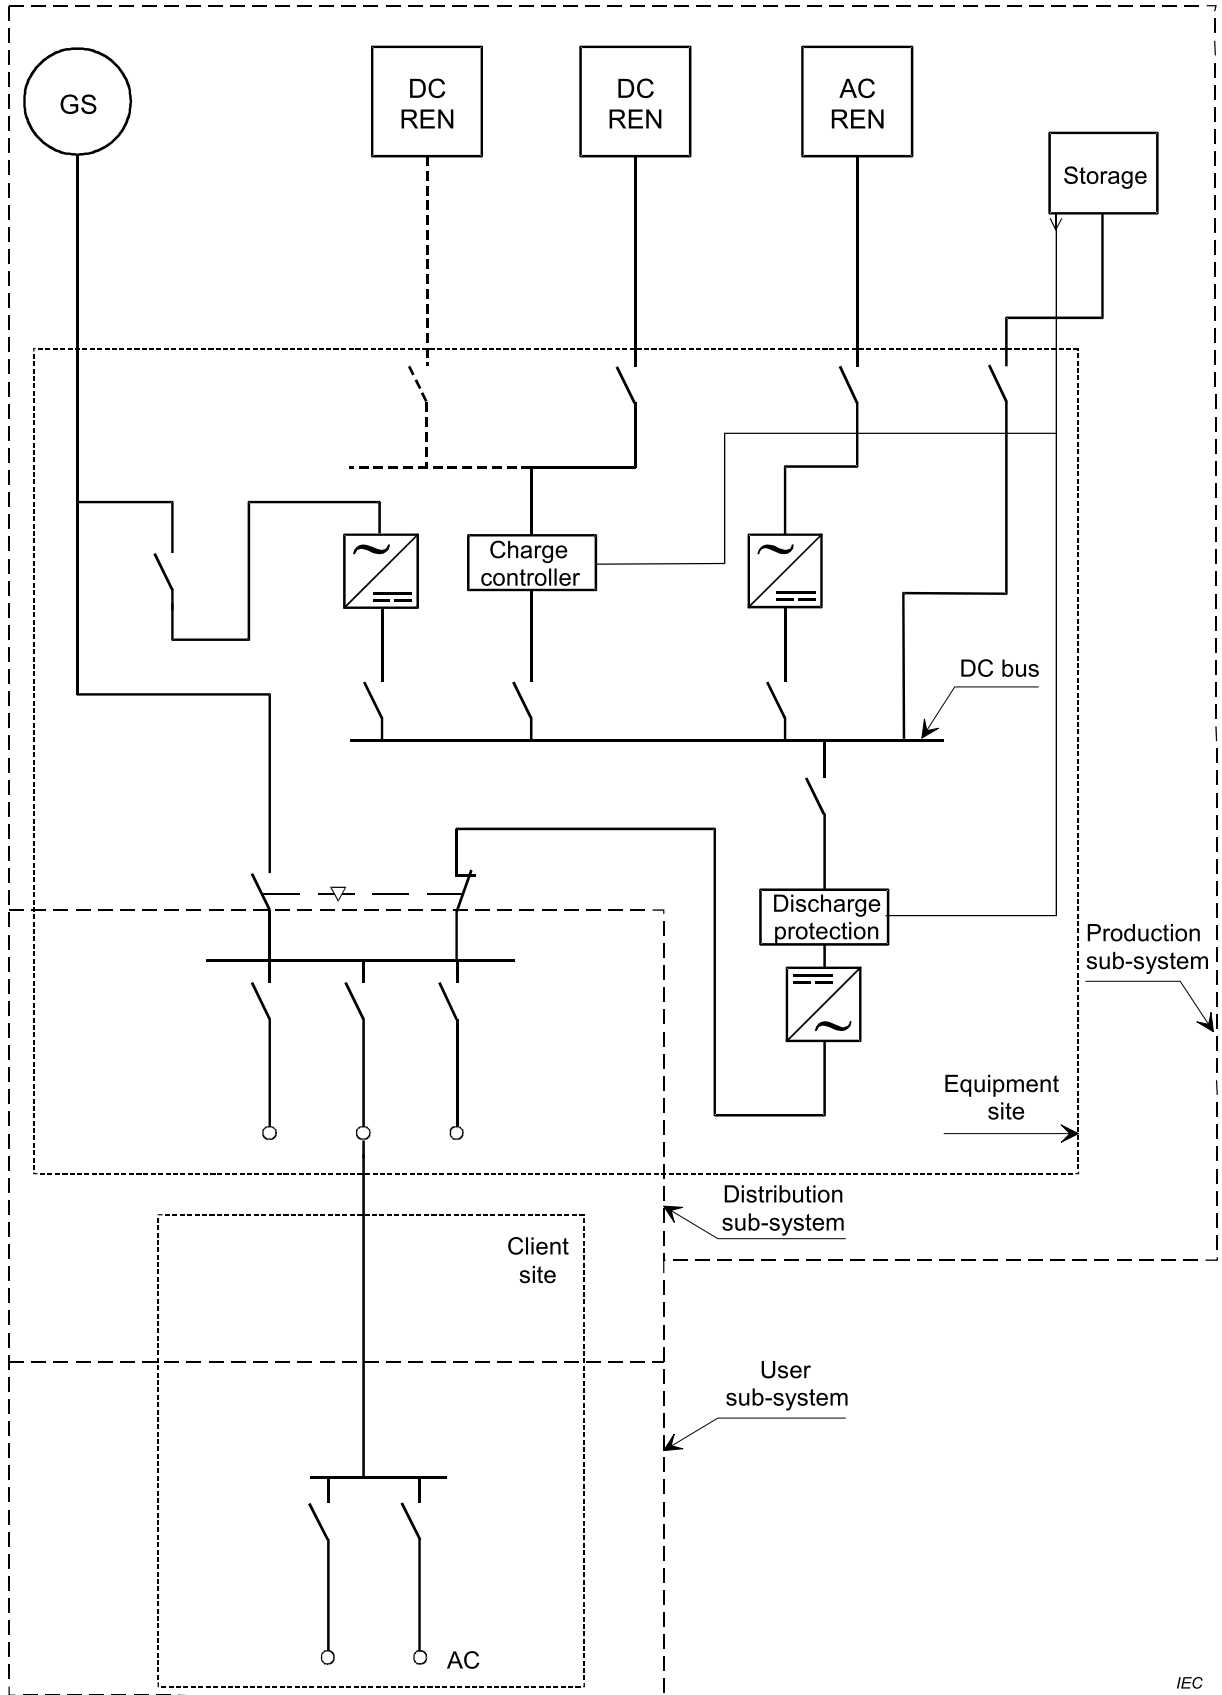 GS
DC
REN
DC
REN
AC
REN
Storage
Charge
controller
DC bus
Discharge
protection
Production
sub-system
Equipment
site
Distribution
sub-system
Client
site
User
sub-system
AC
IEC